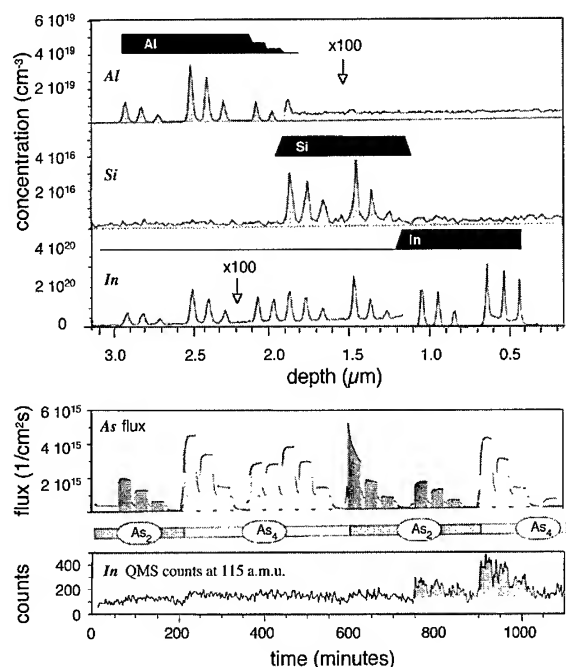 6 10¹⁹
4 10¹⁹
2 10¹⁹
Al
Al
x100
concentration (cm⁻³)
4 10¹⁶
2 10¹⁶
Si
Si
4 10²⁰
2 10²⁰
0
In
In
x100
3.0 2.5 2.0 1.5 1.0 0.5
depth (µm)
6 10¹⁵
2 10¹⁵
flux (1/cm²s)
As flux
As₂ As₄ As₂ As₄
400
200
0
counts
In QMS counts at 115 a.m.u.
0 200 400 600 800 1000
time (minutes)